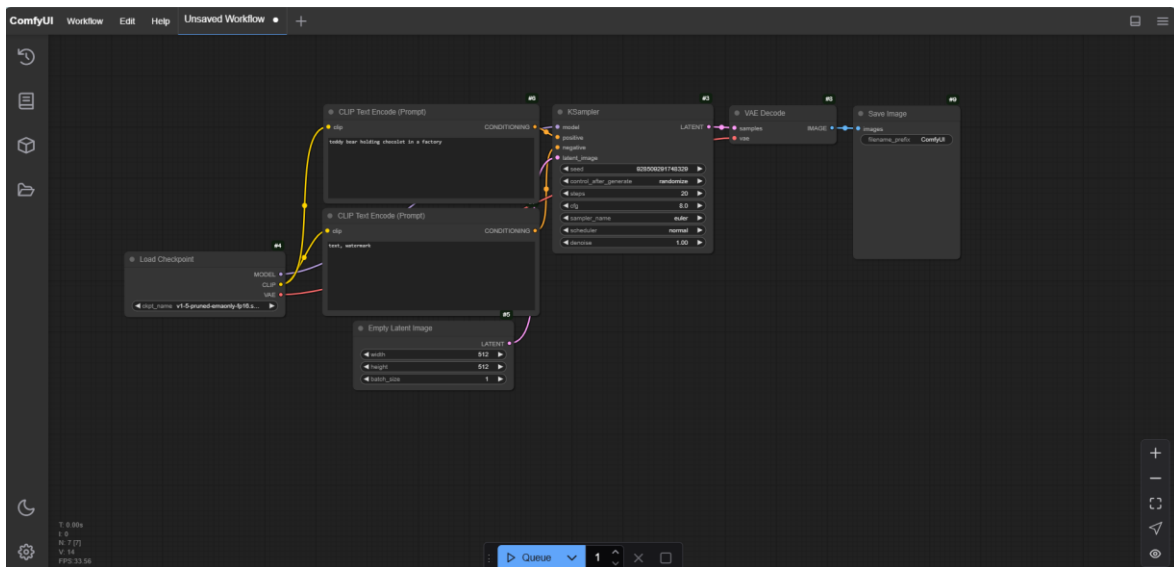 ComfyUI Workflow Edit Help Unsaved Workflow
#6
CLIP Text Encode (Prompt)
clip CONDITIONING
teddy bear holding chocolet in a factory
CLIP Text Encode (Prompt)
clip CONDITIONING
text, watermark
#4
Load Checkpoint
MODEL
CLIP
VAE
ckpt_name v1-5-pruned-emaonly-fp16.s...
#5
Empty Latent Image
LATENT
width 512
height 512
batch_size 1
#3
KSampler
model LATENT
positive
negative
latent_image
seed 928509291748329
control_after_generate randomize
steps 20
cfg 8.0
sampler_name euler
scheduler normal
denoise 1.00
#8
VAE Decode
samples IMAGE
vae
#9
Save Image
images
filename_prefix ComfyUI
T: 0.00s
I: 0
N: 7 [7]
V: 14
FPS:33.56
Queue 1